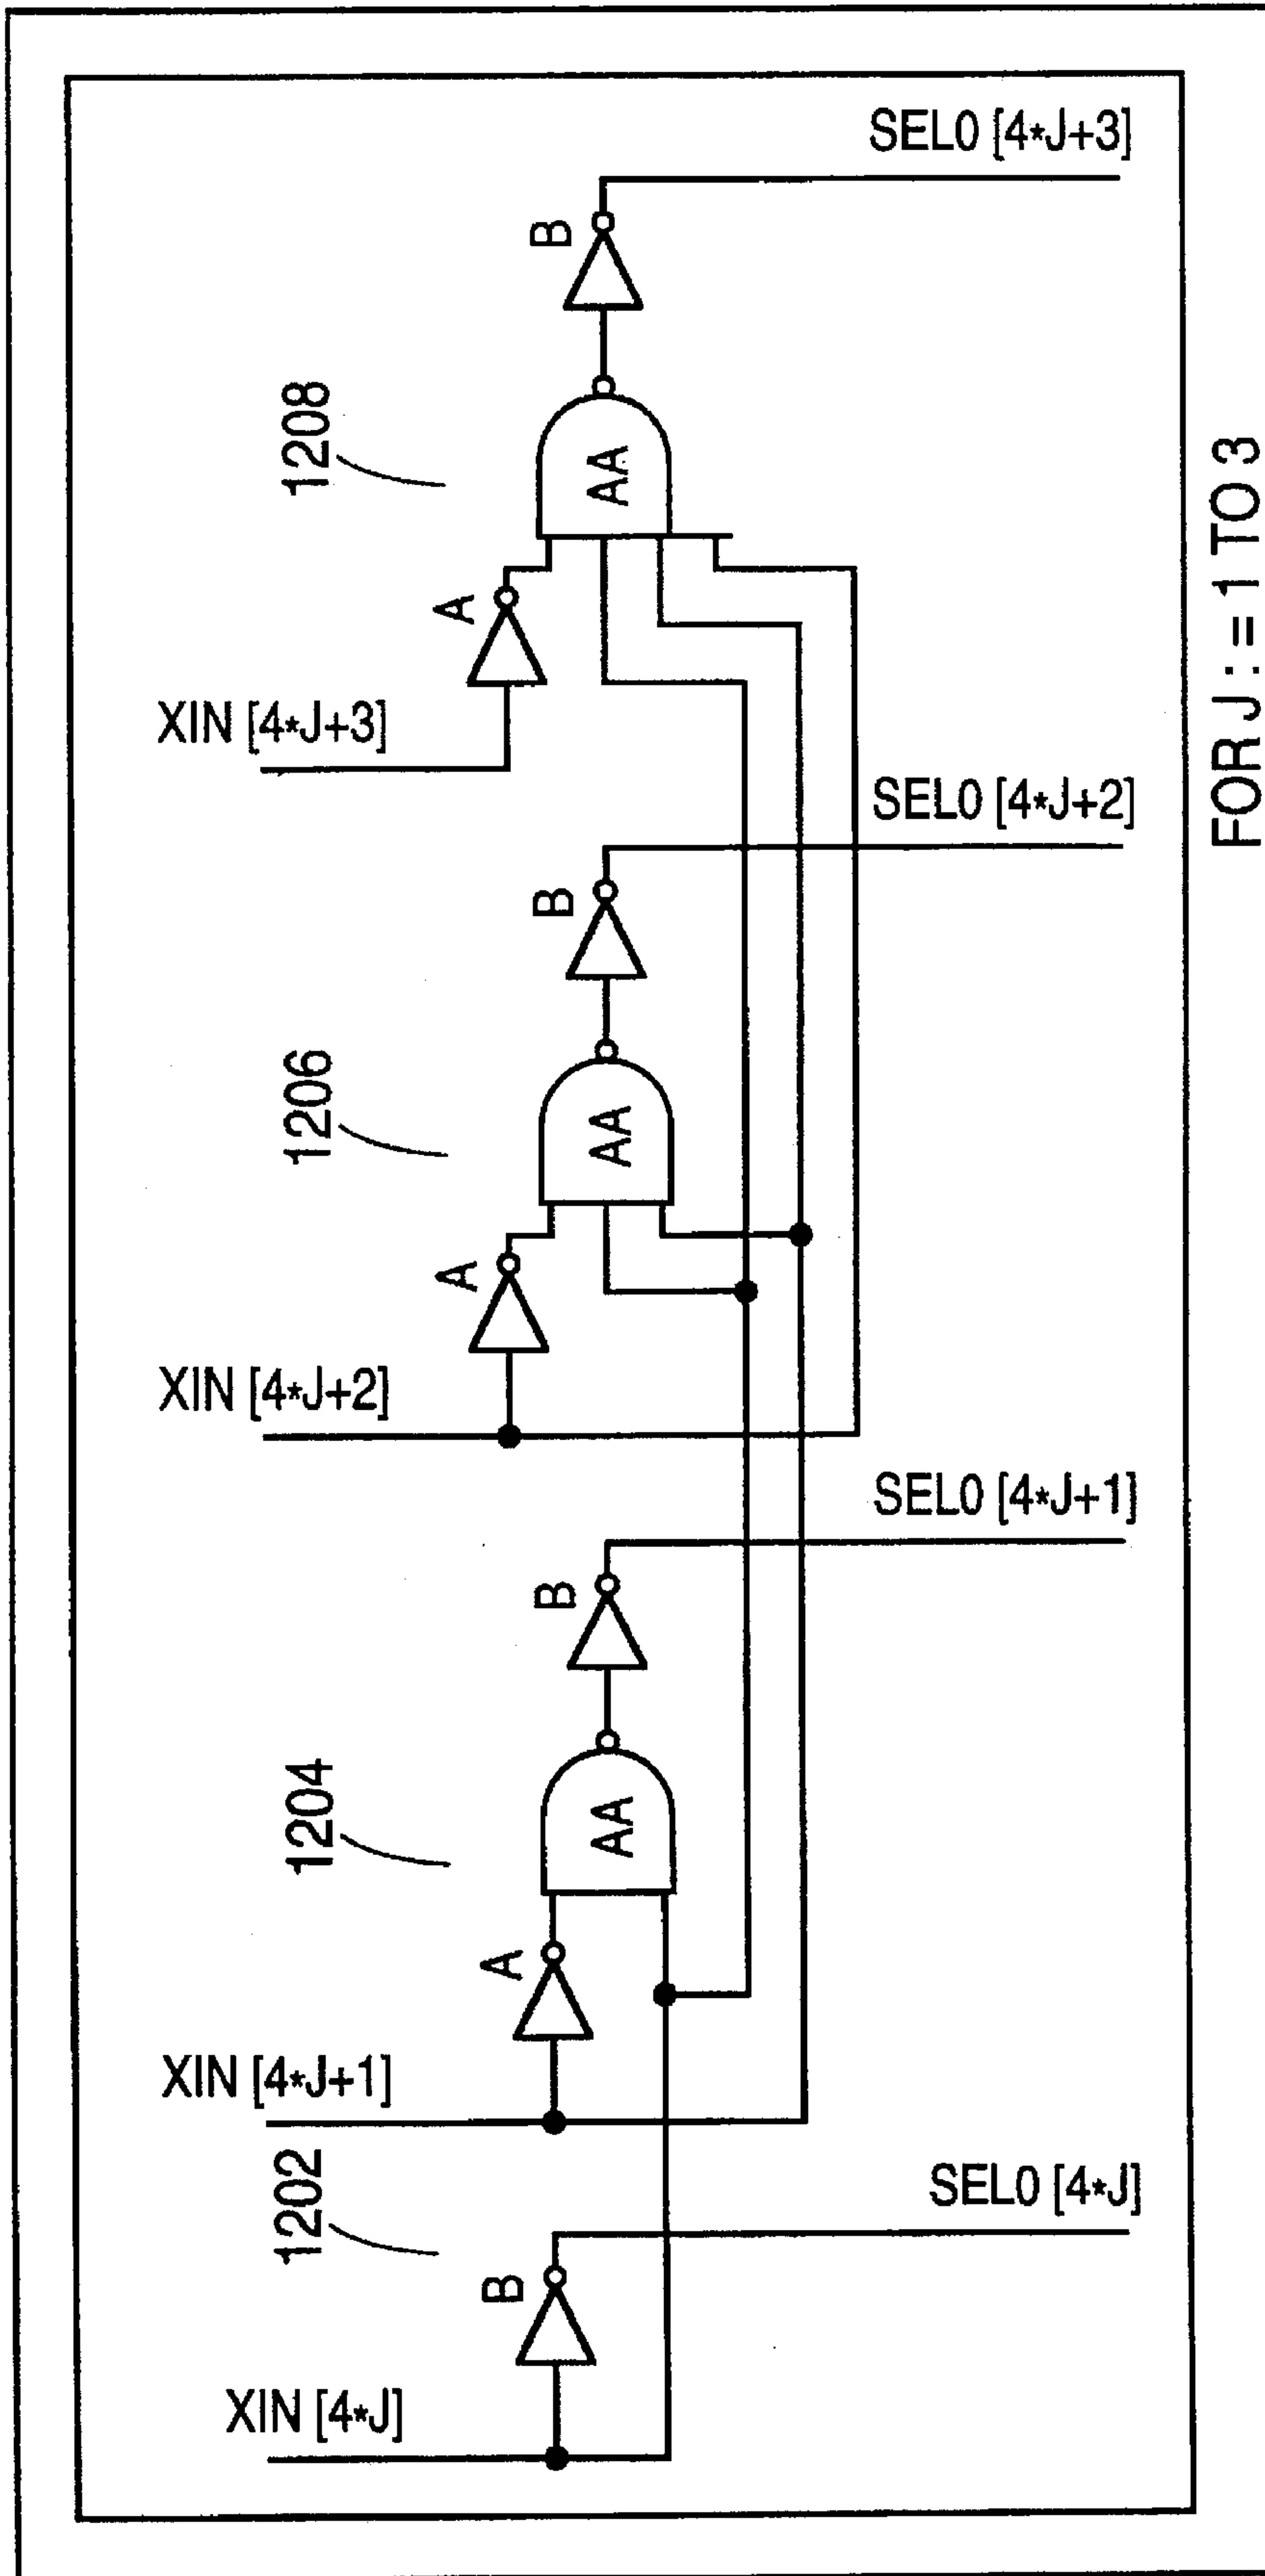 XIN [4*J]
B
1202
SEL0 [4*J]
XIN [4*J+1]
A
1204
AA
B
SEL0 [4*J+1]
XIN [4*J+2]
A
1206
AA
B
SEL0 [4*J+2]
XIN [4*J+3]
A
1208
AA
B
SEL0 [4*J+3]
FOR J : = 1 TO 3